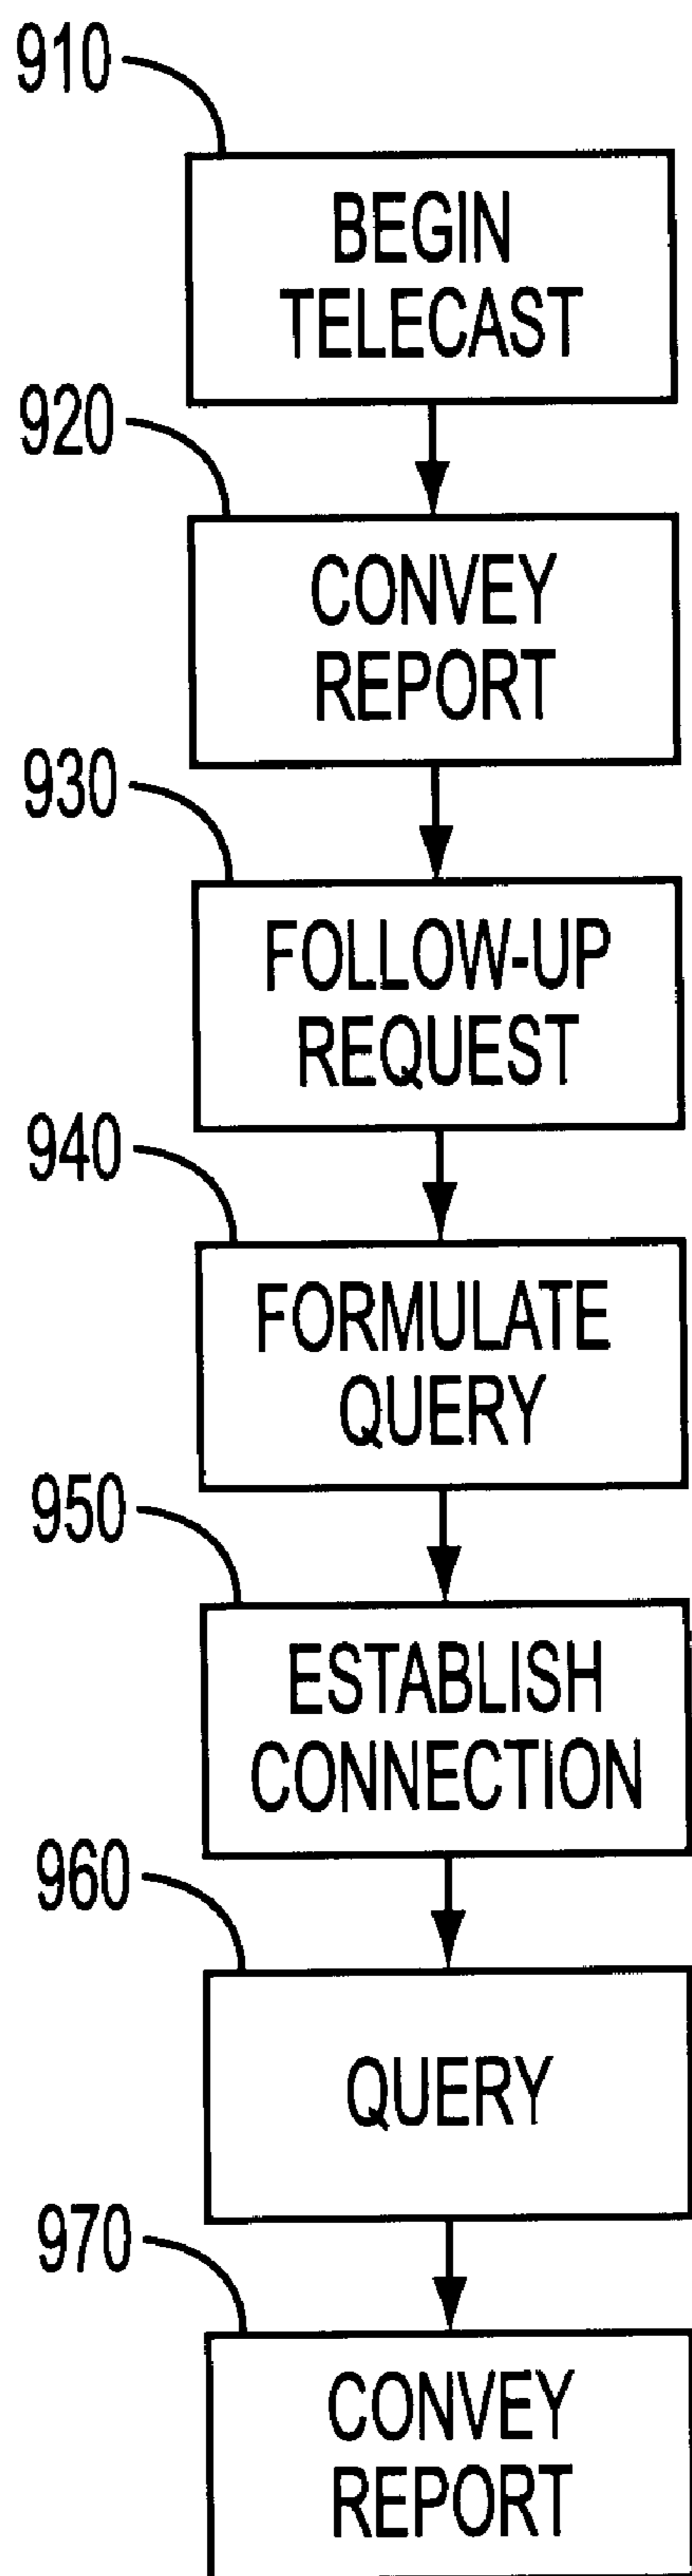 910
BEGIN
TELECAST
920
CONVEY
REPORT
930
FOLLOW-UP
REQUEST
940
FORMULATE
QUERY
950
ESTABLISH
CONNECTION
960
QUERY
970
CONVEY
REPORT